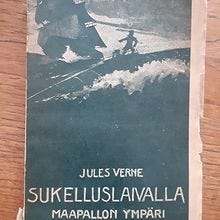 JULES VERNE
SUKELLUSLAIVALLA
MAAPALLON YMPÄRI